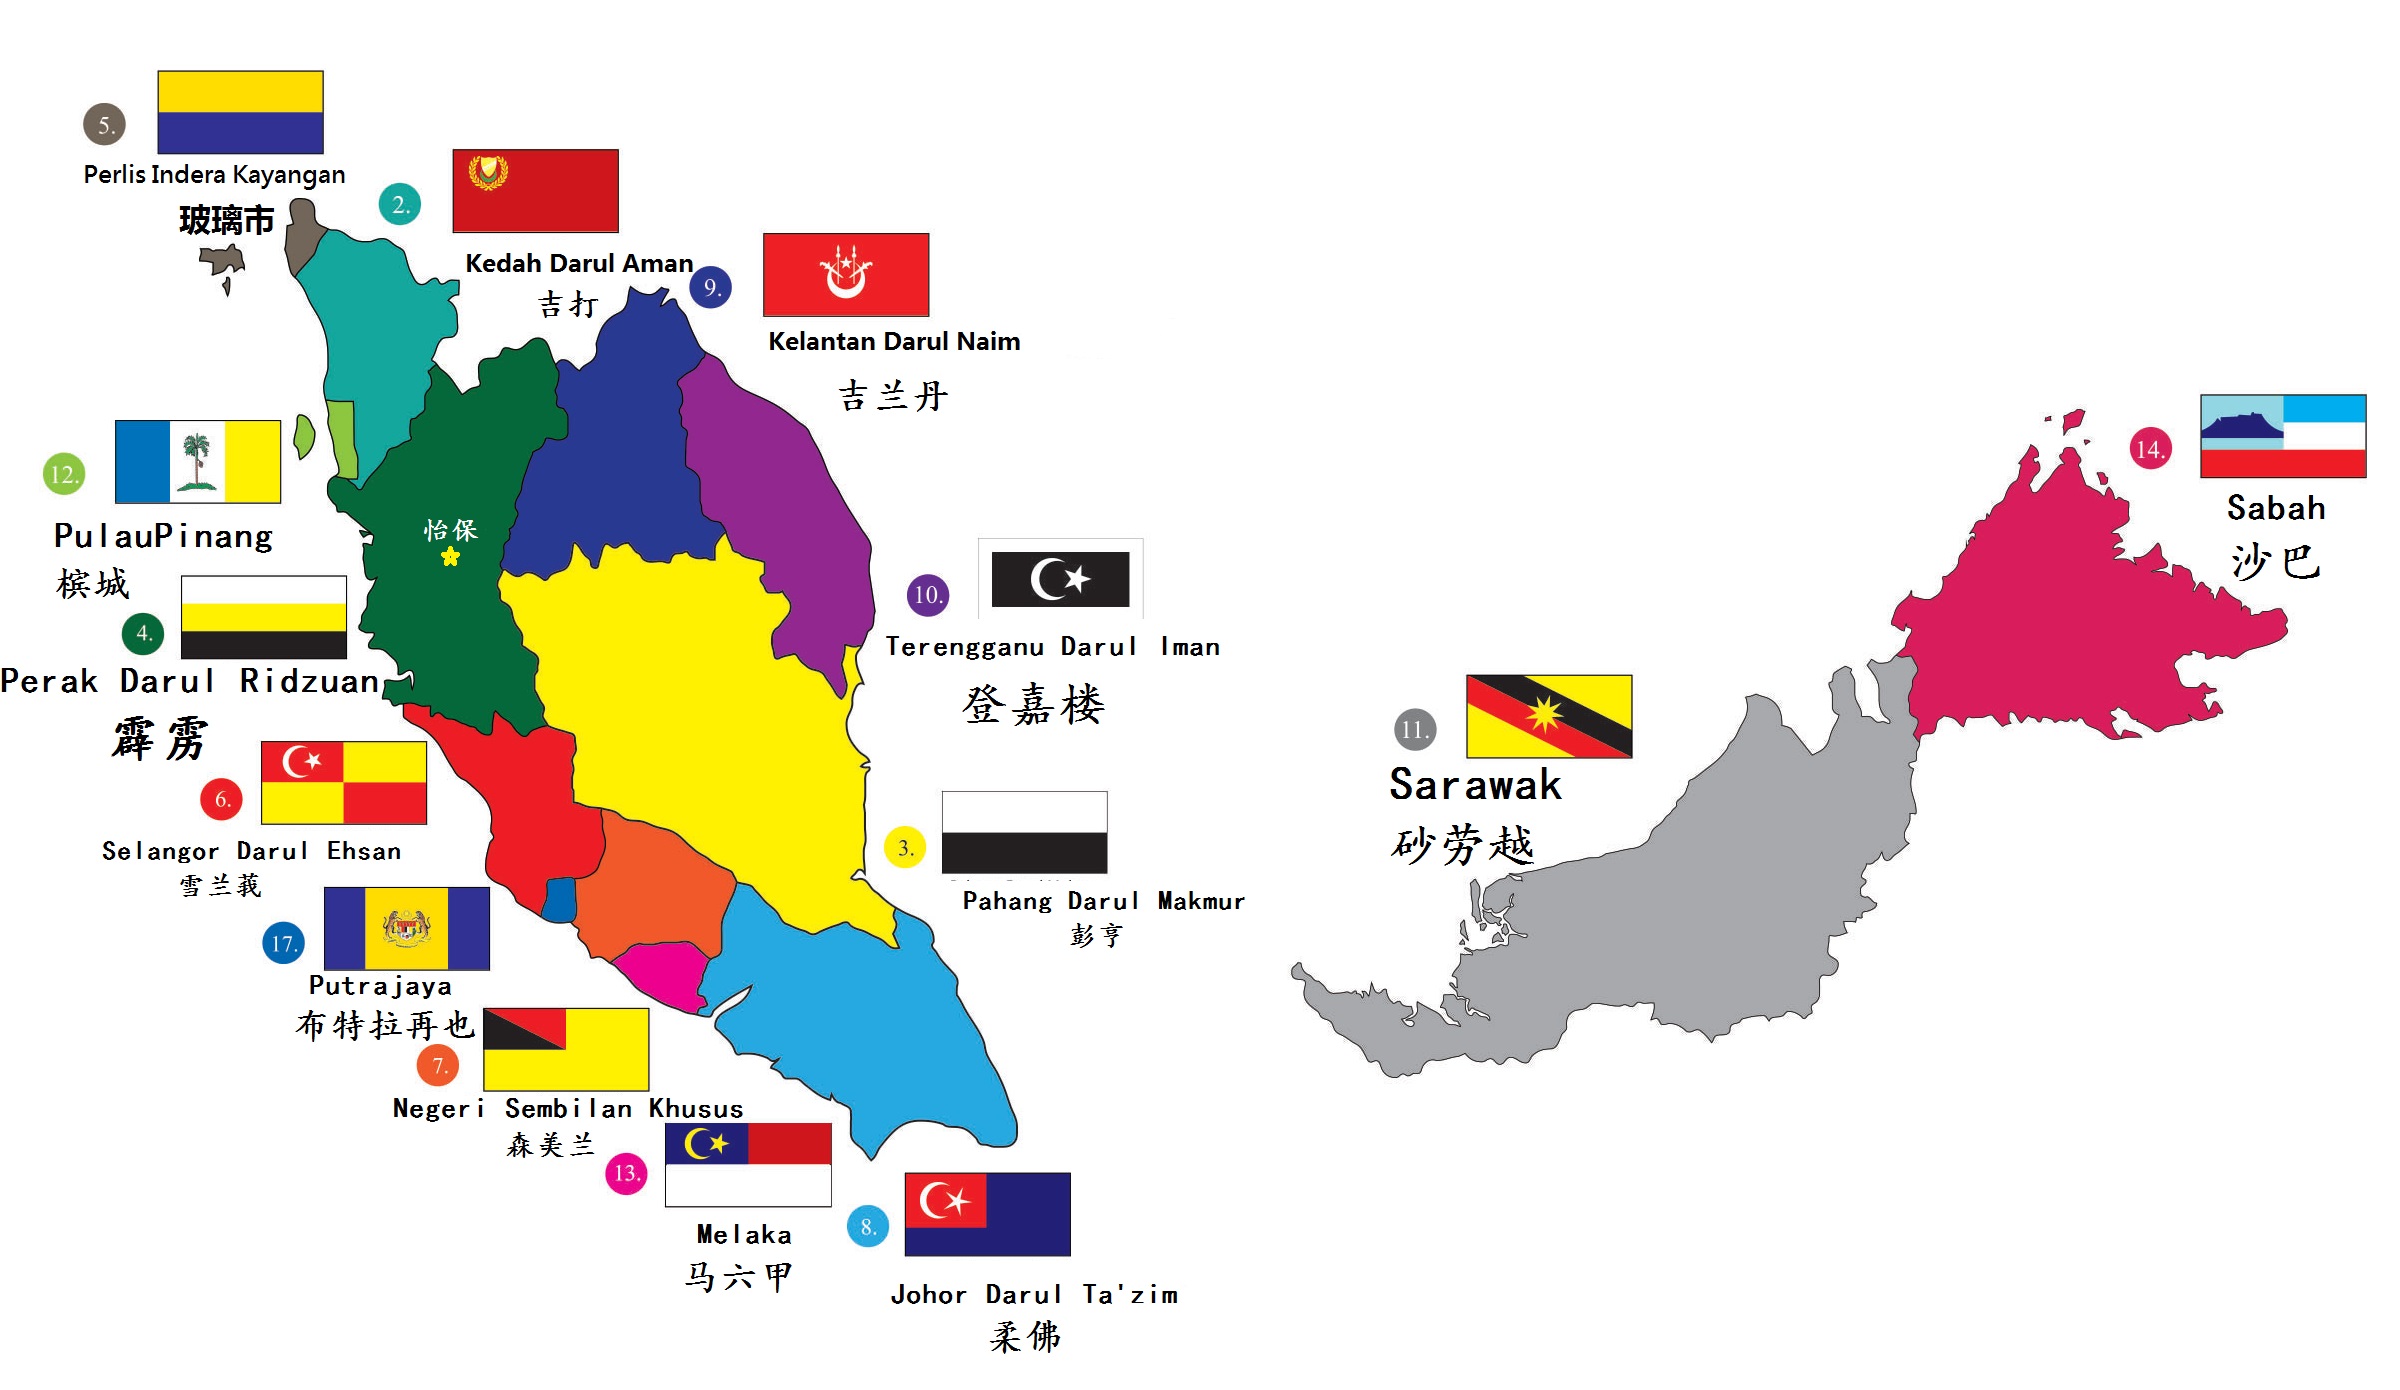 5.
Perlis Indera Kayangan
玻璃市
2.
Kedah Darul Aman
吉打
9.
Kelantan Darul Naim
吉兰丹
12.
PulauPinang
槟城
怡保
4.
Perak Darul Ridzuan
霹雳
10.
Terengganu Darul Iman
登嘉楼
6.
Selangor Darul Ehsan
雪兰莪
3.
Pahang Darul Makmur
彭亨
17.
Putrajaya
布特拉再也
7.
Negeri Sembilan Khusus
森美兰
13.
Melaka
马六甲
8.
Johor Darul Ta'zim
柔佛
14.
Sabah
沙巴
11.
Sarawak
砂劳越